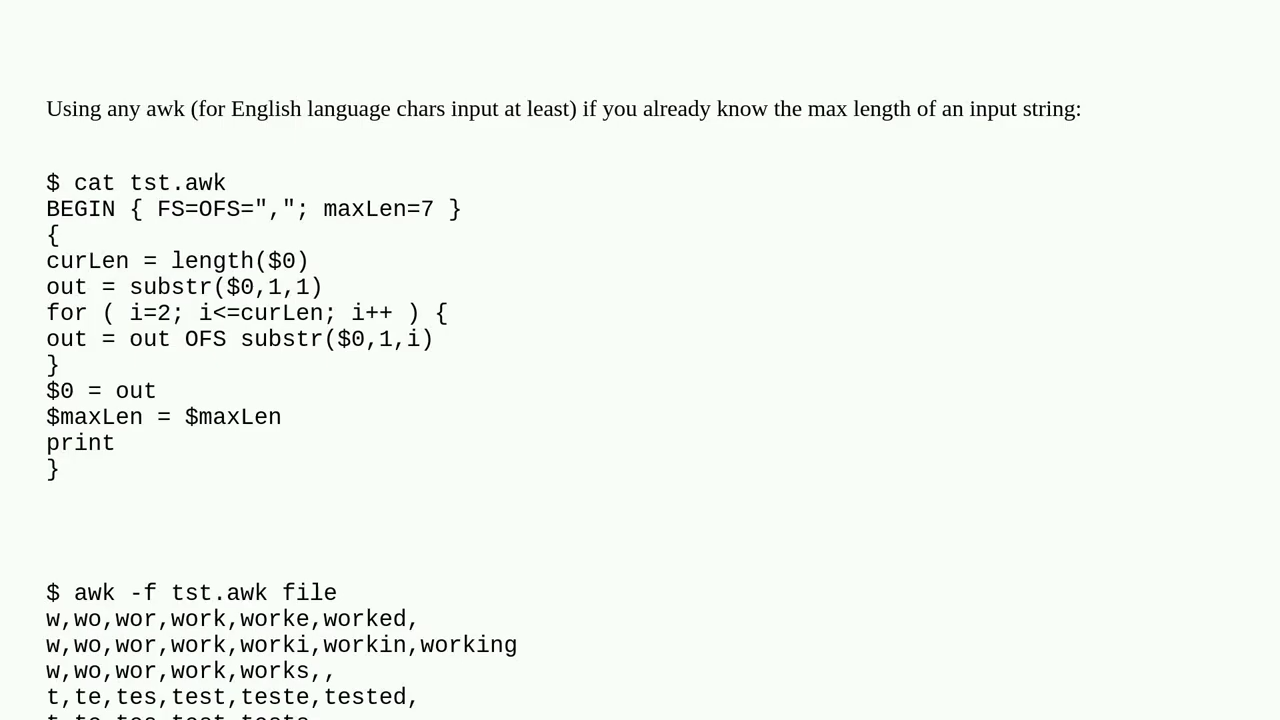 Using any awk (for English language chars input at least) if you already know the max length of an input string:
$ cat tst.awk
BEGIN { FS=OFS=","; maxLen=7 }
{
curLen = length($0)
out = substr($0,1,1)
for ( i=2; i<=curLen; i++ ) {
out = out OFS substr($0,1,i)
}
$0 = out
$maxLen = $maxLen
print
}
$ awk -f tst.awk file
w,wo,wor,work,worke,worked,
w,wo,wor,work,worki,workin,working
w,wo,wor,work,works,,
t,te,tes,test,teste,tested,